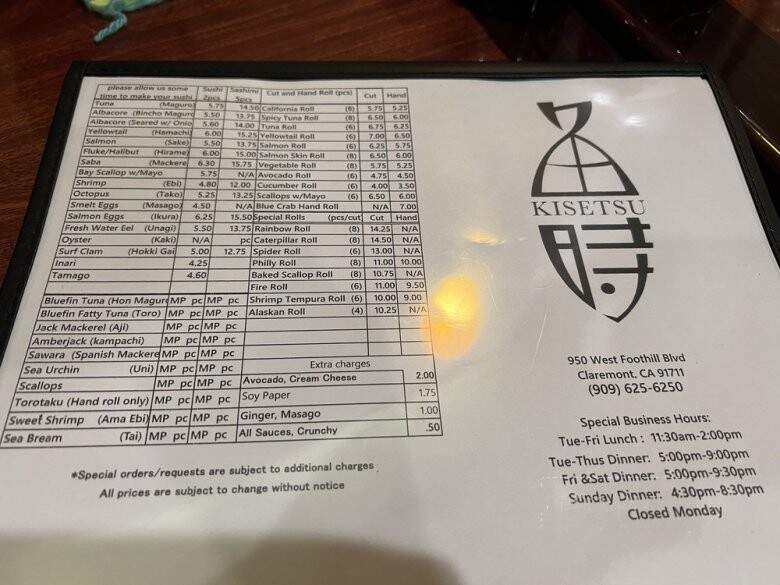 please allow us some time to make your sushi Sushi 2pcs Sashimi 5pcs
Tuna (Maguro) 5.75 14.50
Albacore (Bincho Maguro 5.50 13.75
Albacore (Seared w/ Onio 5.60 14.00
Yellowtail (Hamachi 6.00 15.25
Salmon (Sake) 5.50 13.75
Fluke/Halibut (Hirame) 6.00 15.00
Saba (Mackere 6.30 15.75
Bay Scallop w/Mayo 5.75 N/A
Shrimp (Ebi) 4.80 12.00
Octopus (Tako) 5.25 13.25
Smelt Eggs (Masago) 4.50 N/A
Salmon Eggs (Ikura) 6.25 15.50
Fresh Water Eel (Unagi) 5.50 13.75
Oyster (Kaki) N/A pc
Surf Clam (Hokki Gai 5.00 12.75
Inari 4.25
Tamago 4.60
Bluefin Tuna (Hon Magur MP pc MP pc
Bluefin Fatty Tuna (Toro) MP pc MP pc
Jack Mackerel (Aji) MP pc MP pc
Amberjack (kampachi) MP pc MP pc
Sawara (Spanish Mackere MP pc MP pc
Sea Urchin (Uni) MP pc MP pc
Scallops MP pc MP pc
Torotaku (Hand roll only) MP pc MP pc
Sweet Shrimp (Ama Ebi) MP pc MP pc
Sea Bream (Tai) MP pc MP pc
Cut and Hand Roll (pcs) Cut Hand
California Roll (8) 5.75 5.25
Spicy Tuna Roll (8) 6.50 6.00
Tuna Roll (6) 6.75 6.25
Yellowtail Roll (6) 7.00 6.50
Salmon Roll (6) 6.25 5.75
Salmon Skin Roll (8) 6.50 6.00
Vegetable Roll (8) 5.75 5.25
Avocado Roll (6) 4.75 4.50
Cucumber Roll (6) 4.00 3.50
Scallops w/Mayo (6) 6.50 6.00
Blue Crab Hand Roll N/A 7.00
Special Rolls (pcs/cut) Cut Hand
Rainbow Roll (8) 14.25 N/A
Caterpillar Roll (8) 14.50 N/A
Spider Roll (6) 13.00 N/A
Philly Roll (8) 11.00 10.00
Baked Scallop Roll (8) 10.75 N/A
Fire Roll (6) 11.00 9.50
Shrimp Tempura Roll (6) 10.00 9.00
Alaskan Roll (4) 10.25 N/A
Extra charges
Avocado, Cream Cheese 2.00
Soy Paper 1.75
Ginger, Masago 1.00
All Sauces, Crunchy .50
*Special orders/requests are subject to additional charges
All prices are subject to change without notice
KISETSU
時
950 West Foothill Blvd
Claremont, CA 91711
(909) 625-6250
Special Business Hours:
Tue-Fri Lunch : 11:30am-2:00pm
Tue-Thus Dinner: 5:00pm-9:00pm
Fri &Sat Dinner: 5:00pm-9:30pm
Sunday Dinner: 4:30pm-8:30pm
Closed Monday